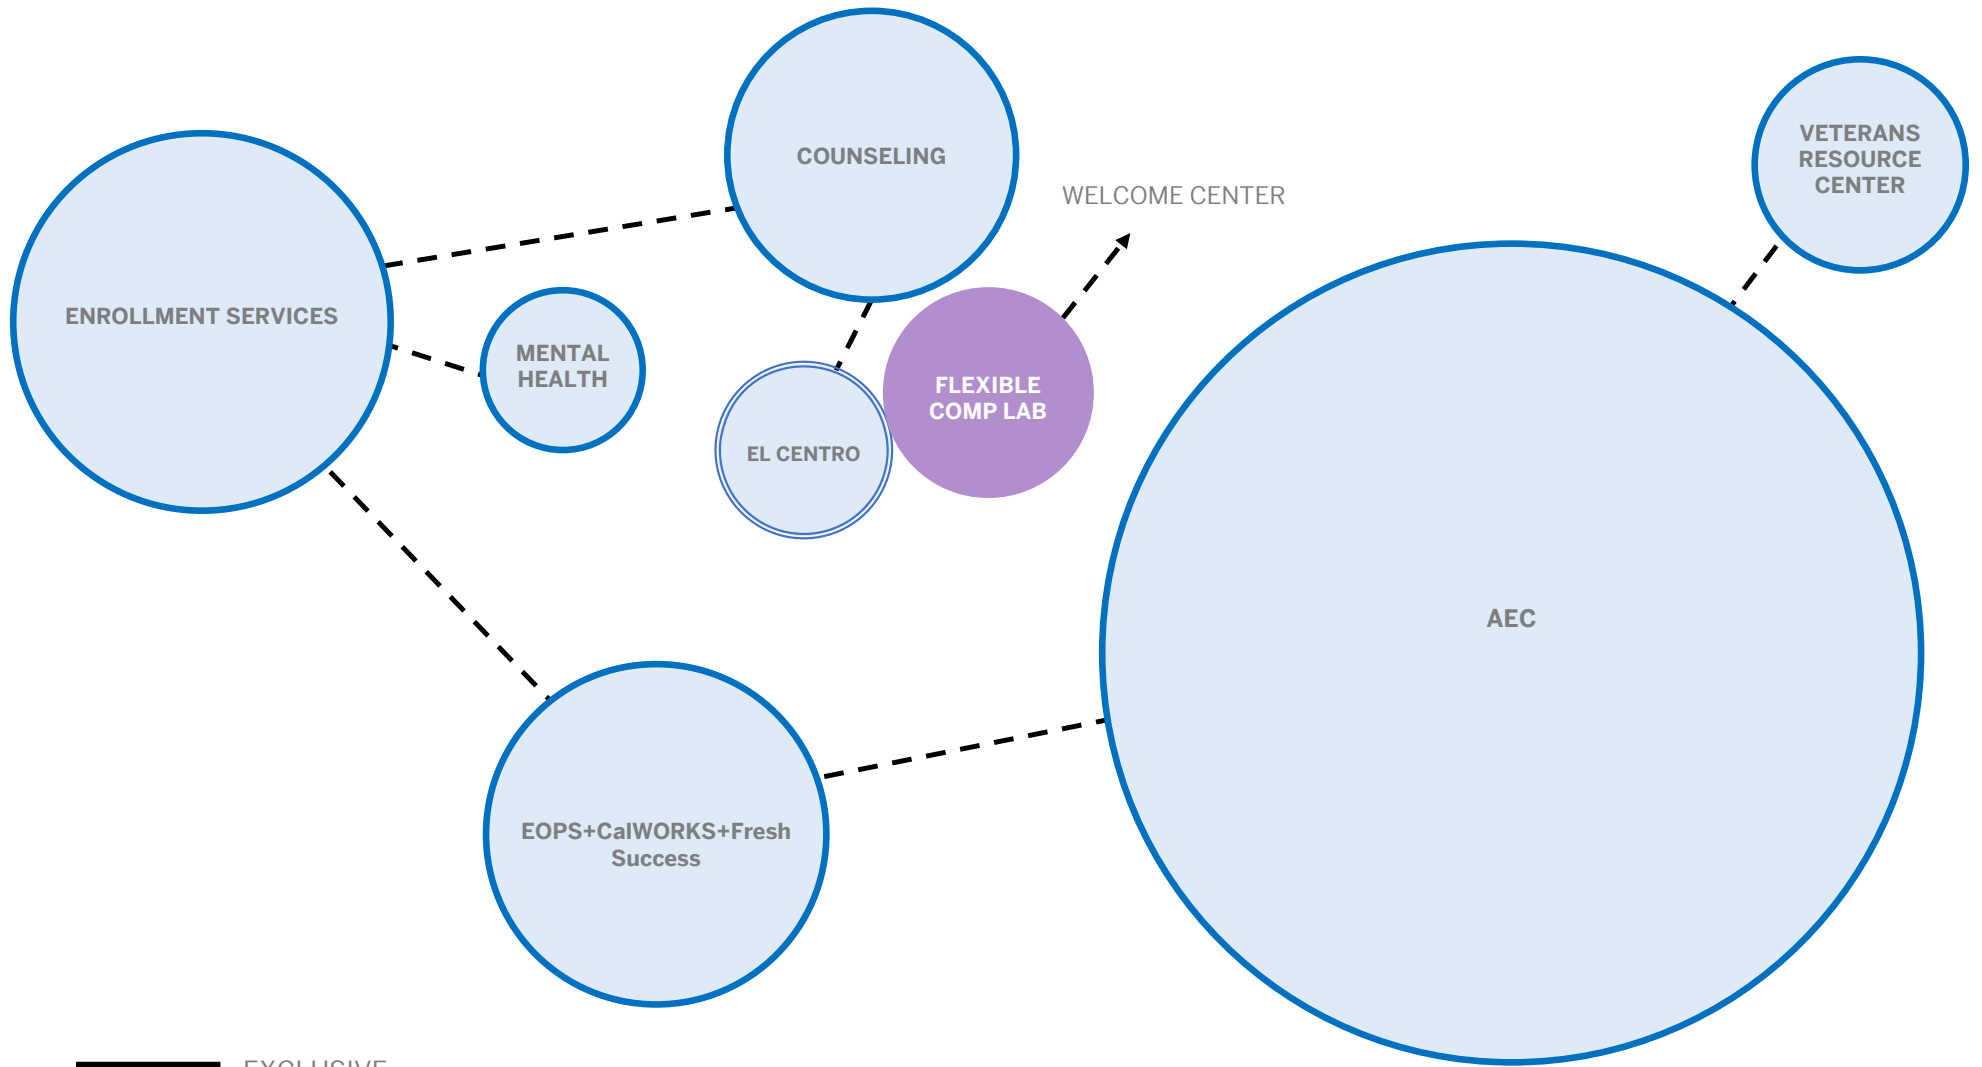 COUNSELING
VETERANS
RESOURCE
CENTER
WELCOME CENTER
ENROLLMENT SERVICES
MENTAL
HEALTH
FLEXIBLE
COMP LAB
EL CENTRO
AEC
EOPS+CalWORKS+Fresh
Success
EXCLUSIVE